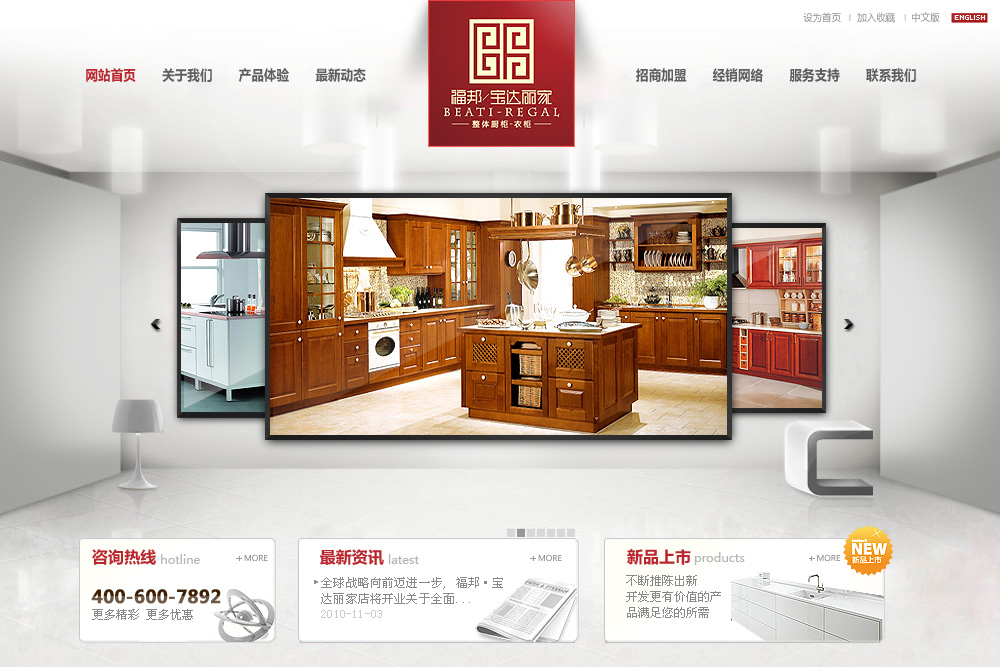 设为首页 | 加入收藏 | 中文版 ENGLISH
网站首页 关于我们 产品体验 最新动态 招商加盟 经销网络 服务支持 联系我们
福邦/宝达丽家
BEATI-REGAL
整体厨柜-衣柜
咨询热线 hotline + MORE
400-600-7892
更多精彩 更多优惠
最新资讯 latest + MORE
全球战略向前迈进一步，福邦·宝
达丽家店将开业关于全面...
2010-11-03
新品上市 products + MORE
不断推陈出新
开发更有价值的产
品满足您的所需
NEW
新品上市